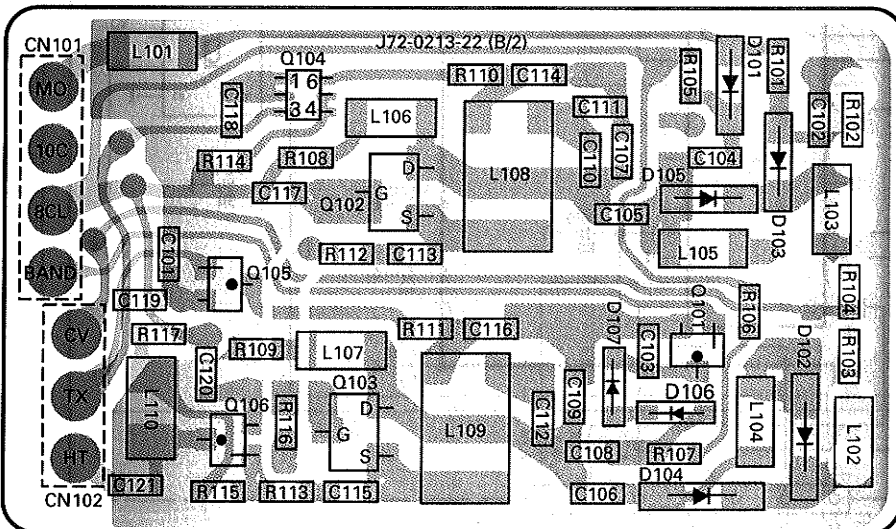 CN101
L101
J72-0213-22 (B/2)
Q104
1 6
3 4
R110
C114
R105
D101
R101
MO
C118
L106
C111
C102
R102
10C
R114
R108
C110
C107
C104
D
L108
D105
C117
Q102
G
8CL
S
C105
L103
D103
L105
C101
R112
C113
BAND
Q105
C119
R104
R106
Q101
D107
CV
R117
R111
C116
C103
D102
R103
R109
L107
C120
TX
L110
Q103
C109
D106
Q106
R116
D
C112
L104
G
L109
L102
S
C108
R107
HT
D104
C121
R115
R113
C115
C106
CN102